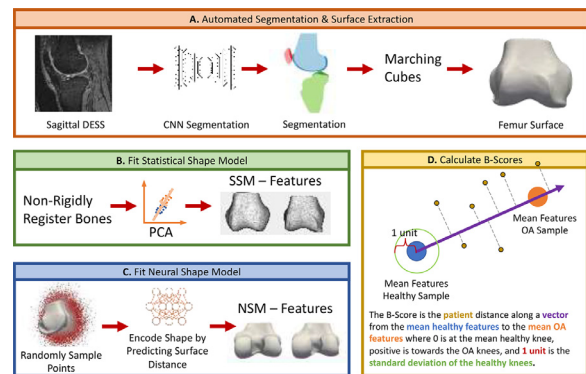 A. Automated Segmentation & Surface Extraction
Marching
Cubes
Sagittal DESS
CNN Segmentation
Segmentation
Femur Surface
B. Fit Statistical Shape Model
Non-Rigidly
Register Bones
PCA
SSM – Features
C. Fit Neural Shape Model
Randomly Sample
Points
Encode Shape by
Predicting Surface
Distance
NSM – Features
D. Calculate B-Scores
1 unit
Mean Features
OA Sample
Mean Features
Healthy Sample
The B-Score is the patient distance along a vector
from the mean healthy features to the mean OA
features where 0 is at the mean healthy knee,
positive is towards the OA knees, and 1 unit is the
standard deviation of the healthy knees.